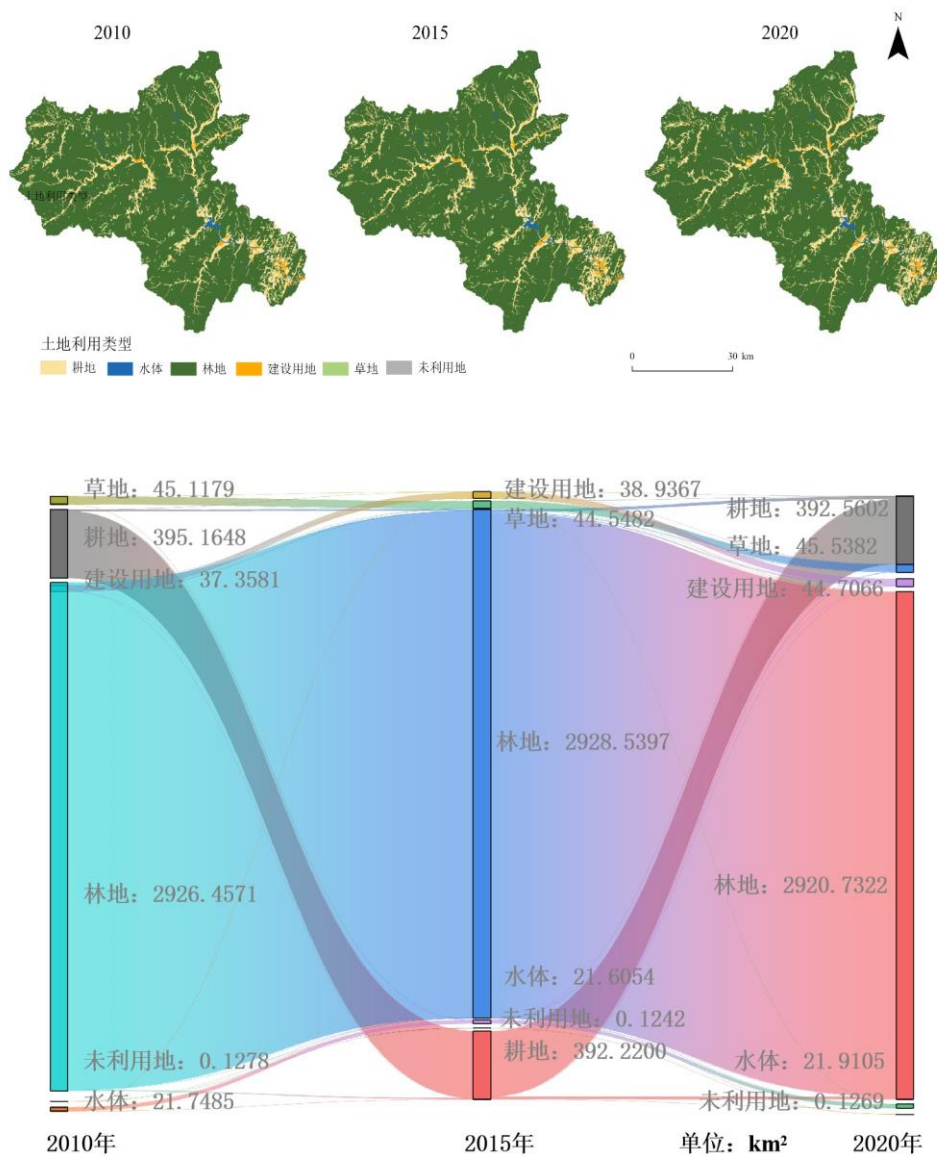 2010
2015
2020
N
土地利用类型
土地利用类型
耕地
水体
林地
建设用地
草地
未利用地
0
30 km
草地：45.1179
建设用地：38.9367
耕地：392.5602
草地：44.5482
耕地：395.1648
草地：45.5382
建设用地：37.3581
建设用地：44.7066
林地：2928.5397
林地：2926.4571
林地：2920.7322
水体：21.6054
未利用地：0.1242
未利用地：0.1278
耕地：392.2200
水体：21.9105
水体：21.7485
未利用地：0.1269
2010年
2015年
单位：km²
2020年